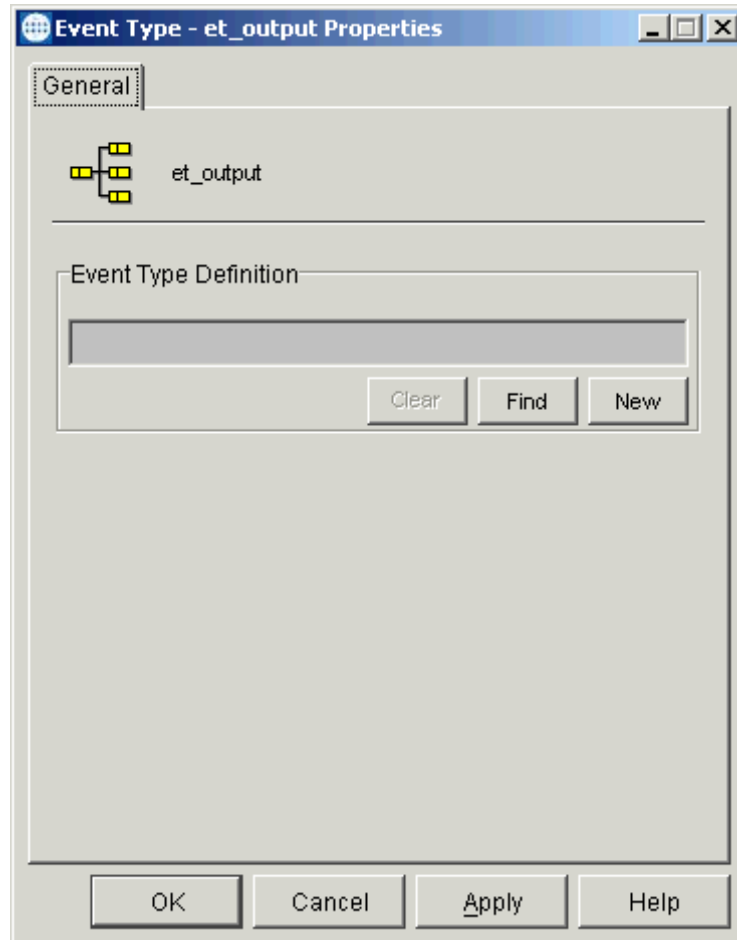 Event Type - et_output Properties
General
et_output
Event Type Definition
Clear Find New
OK Cancel Apply Help